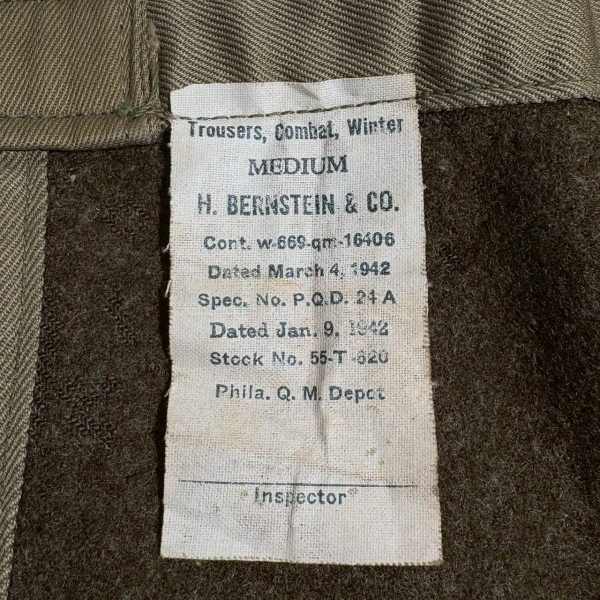 Trousers, Combat, Winter
MEDIUM
H. BERNSTEIN & CO.
Cont. w-669-qm-16406
Dated March 4, 1942
Spec. No. P.Q.D. 24 A
Dated Jan. 9, 1942
Stock No. 55-T-620
Phila. Q. M. Depot
Inspector